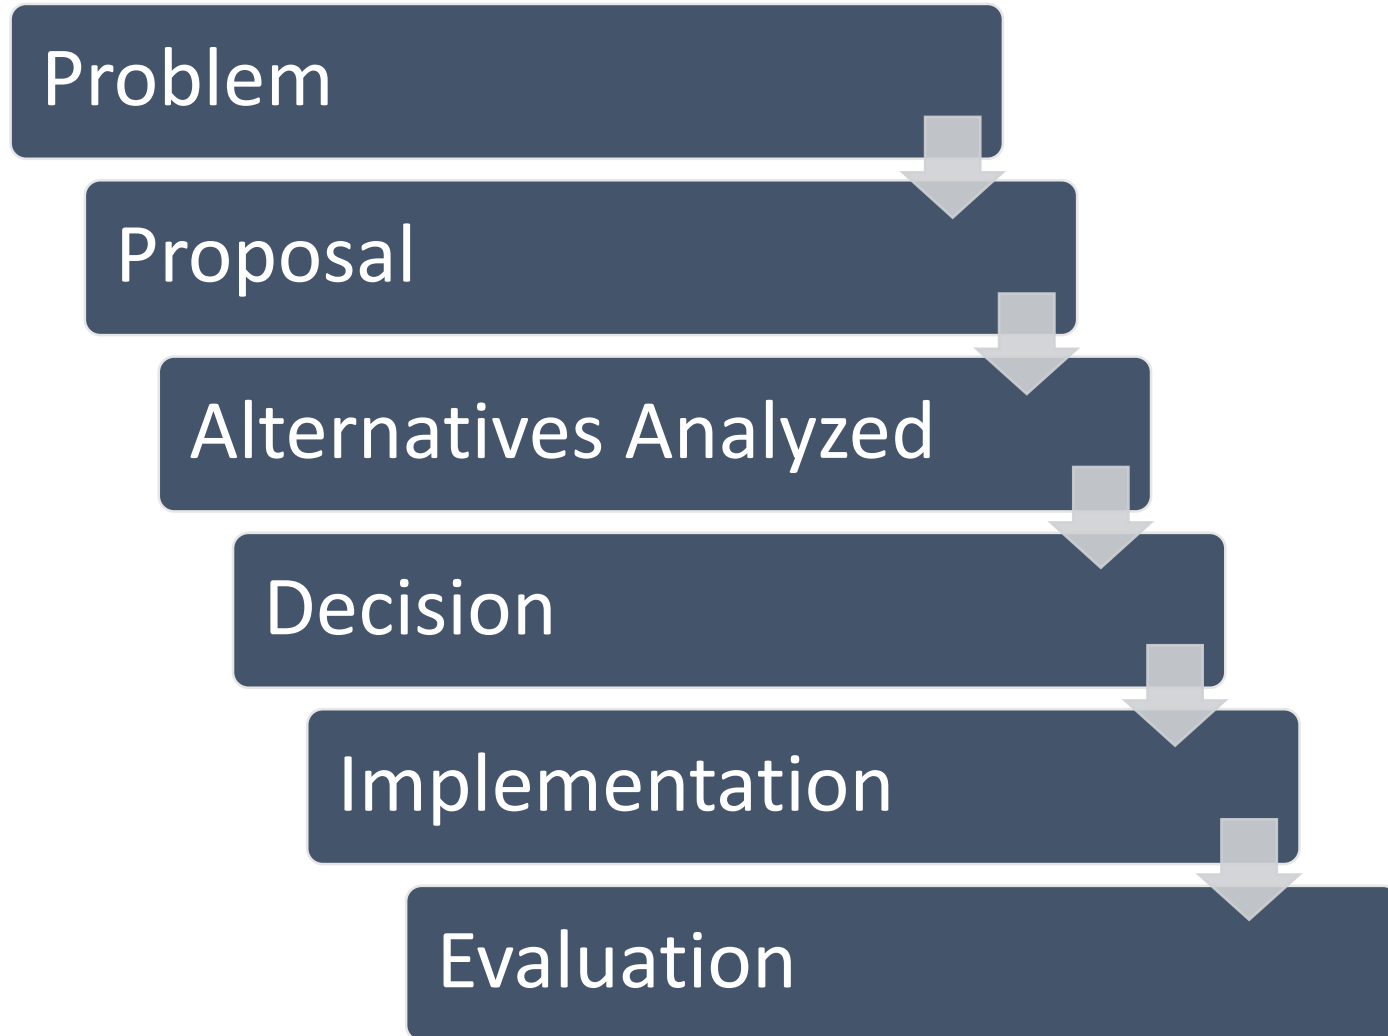 Problem
Proposal
Alternatives Analyzed
Decision
Implementation
Evaluation